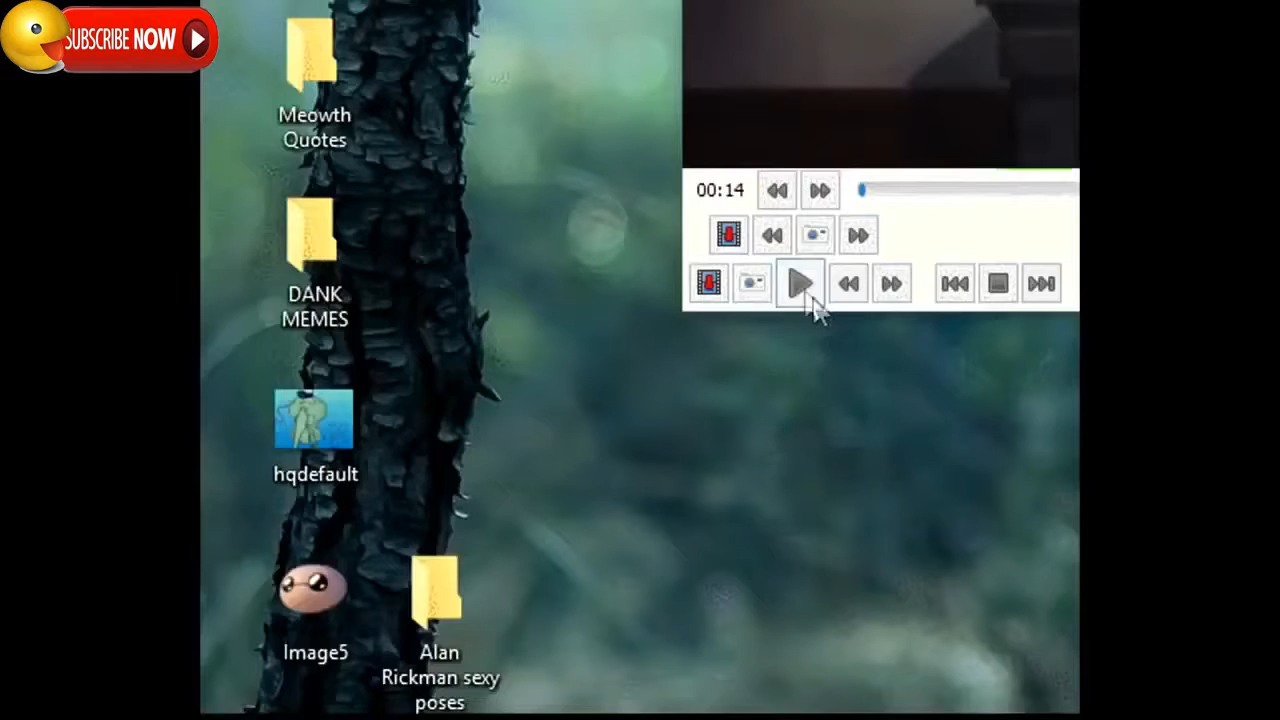 SUBSCRIBE NOW
Meowth
Quotes
00:14
DANK
MEMES
hqdefault
Image5
Alan
Rickman sexy
poses